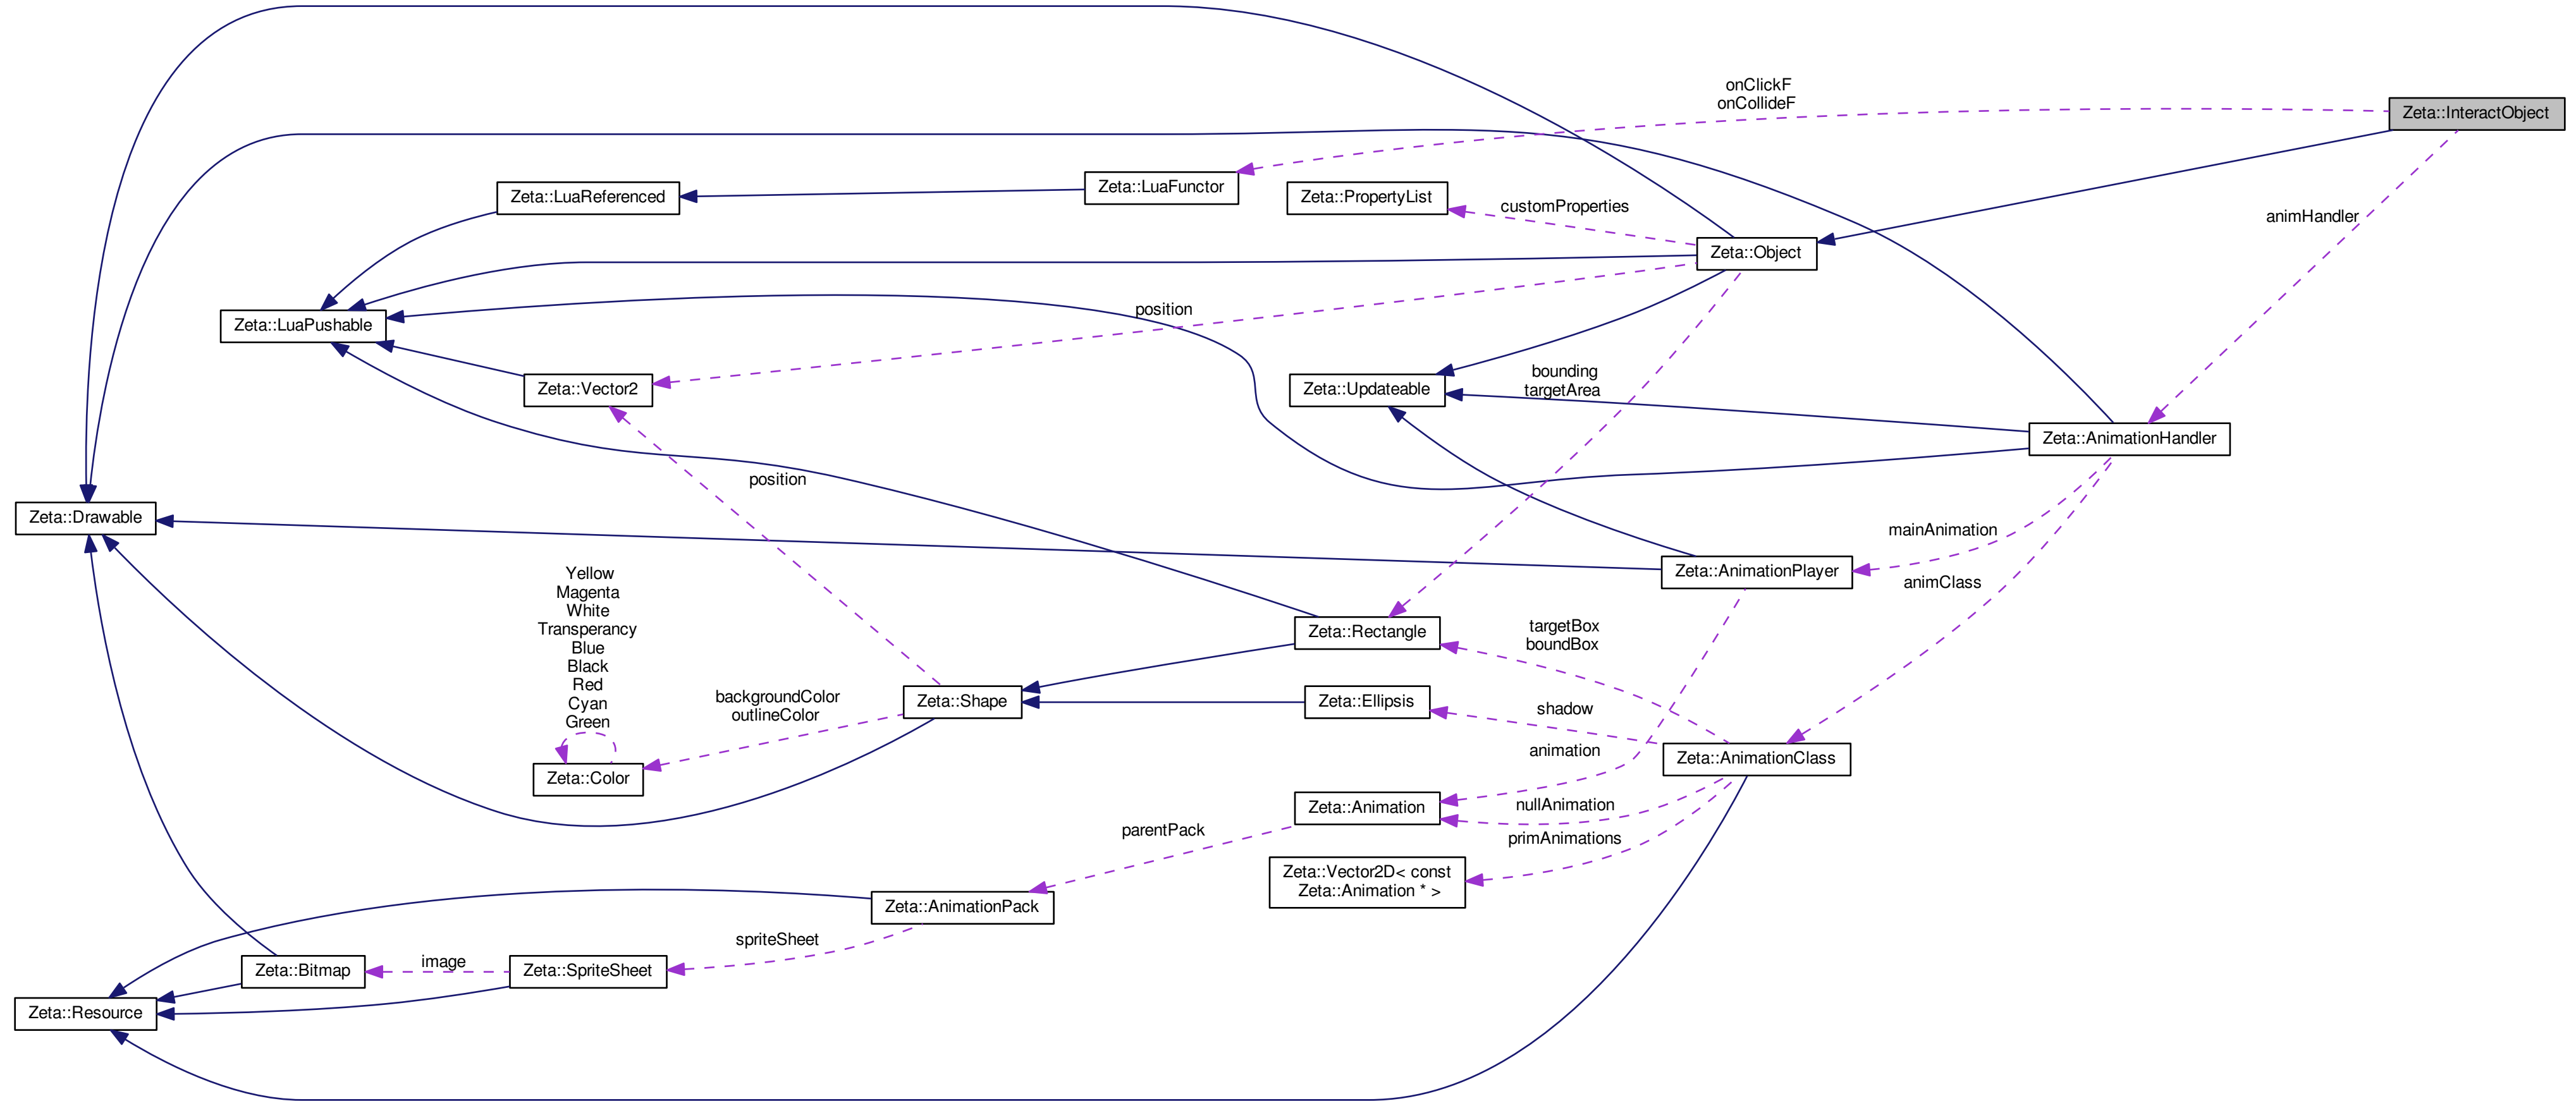 onClickF
onCollideF
Zeta::InteractObject
Zeta::LuaReferenced
Zeta::LuaFunctor
Zeta::PropertyList
customProperties
animHandler
Zeta::Object
position
Zeta::LuaPushable
Zeta::Vector2
Zeta::Updateable
bounding
targetArea
Zeta::AnimationHandler
position
Zeta::Drawable
mainAnimation
Zeta::AnimationPlayer
animClass
Yellow
Magenta
White
Transperancy
Blue
Black
Red
Cyan
Green
Zeta::Rectangle
targetBox
boundBox
backgroundColor
outlineColor
Zeta::Shape
Zeta::Ellipsis
shadow
Zeta::Color
animation
Zeta::AnimationClass
Zeta::Animation
nullAnimation
parentPack
primAnimations
Zeta::Vector2D< const
Zeta::Animation * >
Zeta::AnimationPack
spriteSheet
Zeta::Bitmap
image
Zeta::SpriteSheet
Zeta::Resource